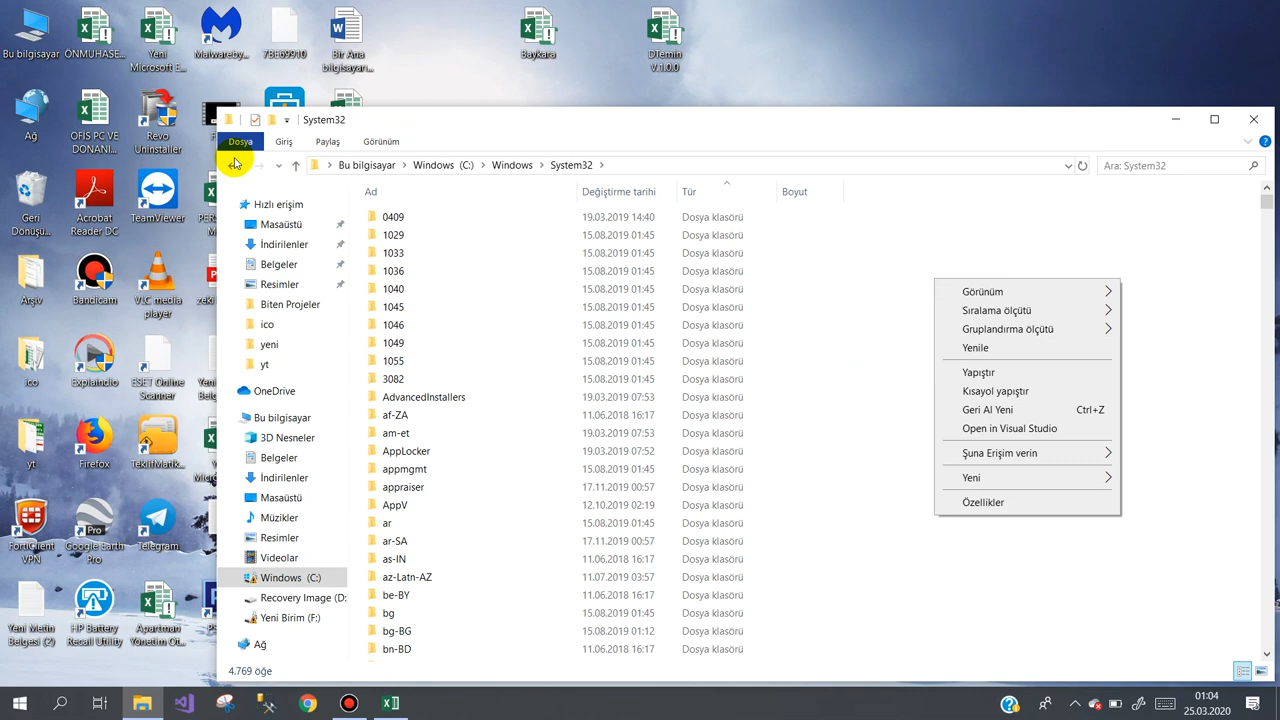 Bu bilgisayar
ÖNMUHASE...
Yeni
Microsoft E...
Malwareby...
7BE69910
Bir Ana
bilgisayarı...
Baykara
DTemin
V.1.0.0
Ağ
OFİS PC VE
DONANI...
Revo
Uninstaller
Geri
Dönüşü...
Acrobat
Reader DC
TeamViewer
Arşiv
Bandicam
VLC media
player
zeki
ico
Explaindio
ESET Online
Scanner
yt
Firefox
TeklifMatik...
FortiClient
VPN
Google Earth
Pro
Telegram
Yeni Metin
Belgesi (2)
HP Battery
Recall Utility
Apartman
Yönetim Ot...
System32
Dosya
Giriş
Paylaş
Görünüm
Bu bilgisayar
Windows (C:)
Windows
System32
Ara: System32
Ad
Değiştirme tarihi
Tür
Boyut
Hızlı erişim
Masaüstü
İndirilenler
Belgeler
Resimler
Biten Projeler
ico
yeni
yt
OneDrive
Bu bilgisayar
3D Nesneler
Belgeler
İndirilenler
Masaüstü
Müzikler
Resimler
Videolar
Windows (C:)
Recovery Image (D:
Yeni Birim (F:)
Ağ
0409 19.03.2019 14:40 Dosya klasörü
1029 15.08.2019 01:45 Dosya klasörü
1033 15.08.2019 01:45 Dosya klasörü
1036 15.08.2019 01:45 Dosya klasörü
1040 15.08.2019 01:45 Dosya klasörü
1045 15.08.2019 01:45 Dosya klasörü
1046 15.08.2019 01:45 Dosya klasörü
1049 15.08.2019 01:45 Dosya klasörü
1055 15.08.2019 01:45 Dosya klasörü
3082 15.08.2019 01:45 Dosya klasörü
AdvancedInstallers 19.03.2019 07:53 Dosya klasörü
af-ZA 11.06.2018 16:17 Dosya klasörü
am-et 19.03.2019 07:53 Dosya klasörü
AppLocker 19.03.2019 07:52 Dosya klasörü
appmgmt 15.08.2019 01:45 Dosya klasörü
appraiser 17.11.2019 00:57 Dosya klasörü
AppV 12.10.2019 02:19 Dosya klasörü
ar 15.08.2019 01:45 Dosya klasörü
ar-SA 17.11.2019 00:57 Dosya klasörü
as-IN 11.06.2018 16:17 Dosya klasörü
az-Latn-AZ 11.07.2019 03:57 Dosya klasörü
be-BY 11.06.2018 16:17 Dosya klasörü
bg 15.08.2019 01:45 Dosya klasörü
bg-BG 15.08.2019 01:12 Dosya klasörü
bn-BD 11.06.2018 16:17 Dosya klasörü
Görünüm
Sıralama ölçütü
Gruplandırma ölçütü
Yenile
Yapıştır
Kısayol yapıştır
Geri Al Yeni Ctrl+Z
Open in Visual Studio
Şuna Erişim verin
Yeni
Özellikler
4.769 öğe
01:04
25.03.2020